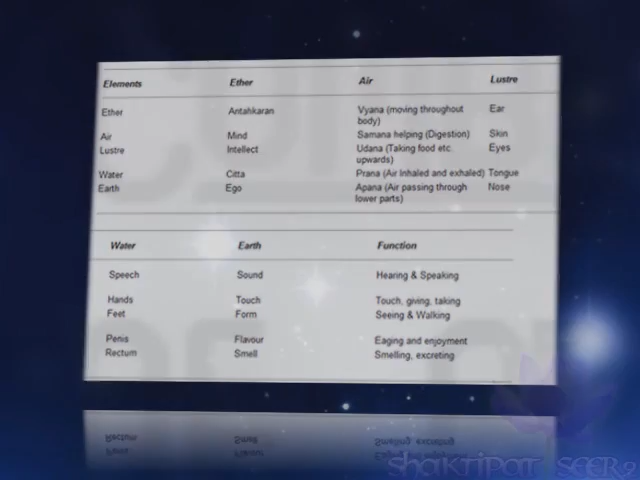 Elements Ether Air Lustre
Ether Antahkaran Vyana (moving throughout body) Ear
Air Mind Samana helping (Digestion) Skin
Lustre Intellect Udana (Taking food etc upwards) Eyes
Water Citta Prana (Air Inhaled and exhaled) Tongue
Earth Ego Apana (Air passing through lower parts) Nose
Water Earth Function
Speech Sound Hearing & Speaking
Hands Touch Touch, giving, taking
Feet Form Seeing & Walking
Penis Flavour Eaging and enjoyment
Rectum Smell Smelling, excreting
Shaktipat Seer9